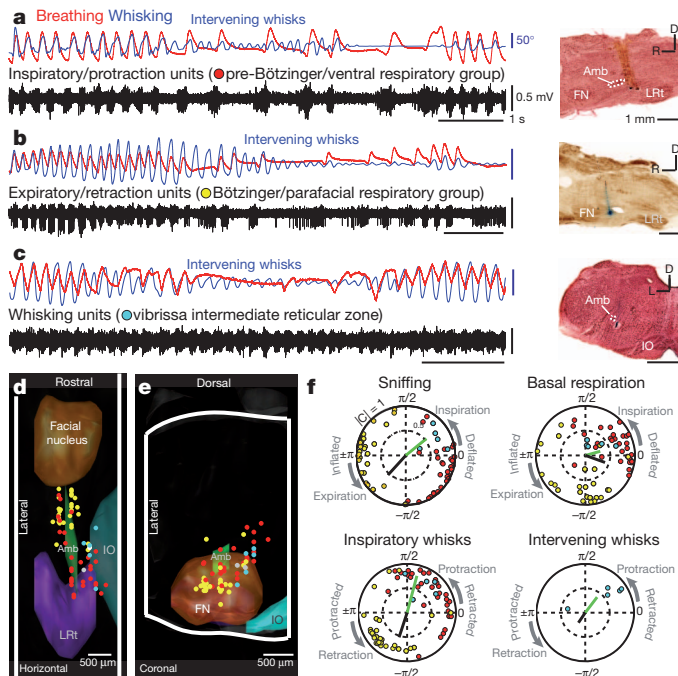 a Breathing Whisking
Intervening whisks
50°
Inspiratory/protraction units (pre-Bötzinger/ventral respiratory group)
0.5 mV
1 s
D
R
Amb
FN
LRt
1 mm
b
Intervening whisks
Expiratory/retraction units (Bötzinger/parafacial respiratory group)
R
FN
LRt
c
Intervening whisks
Whisking units (vibrissa intermediate reticular zone)
D
L
Amb
IO
d Rostral
Facial nucleus
Lateral
Amb
IO
LRt
Horizontal
500 µm
e Dorsal
Lateral
Amb
FN
IO
Coronal
500 µm
f
Sniffing
π/2
|C| = 1
0.5
Inspiration
Inflated
Deflated
±π
0
Expiration
−π/2
Basal respiration
π/2
Inspiration
Inflated
Deflated
±π
0
Expiration
−π/2
Inspiratory whisks
π/2
Protraction
Protracted
Retracted
±π
0
Retraction
−π/2
Intervening whisks
π/2
Protraction
Protracted
Retracted
±π
0
Retraction
−π/2